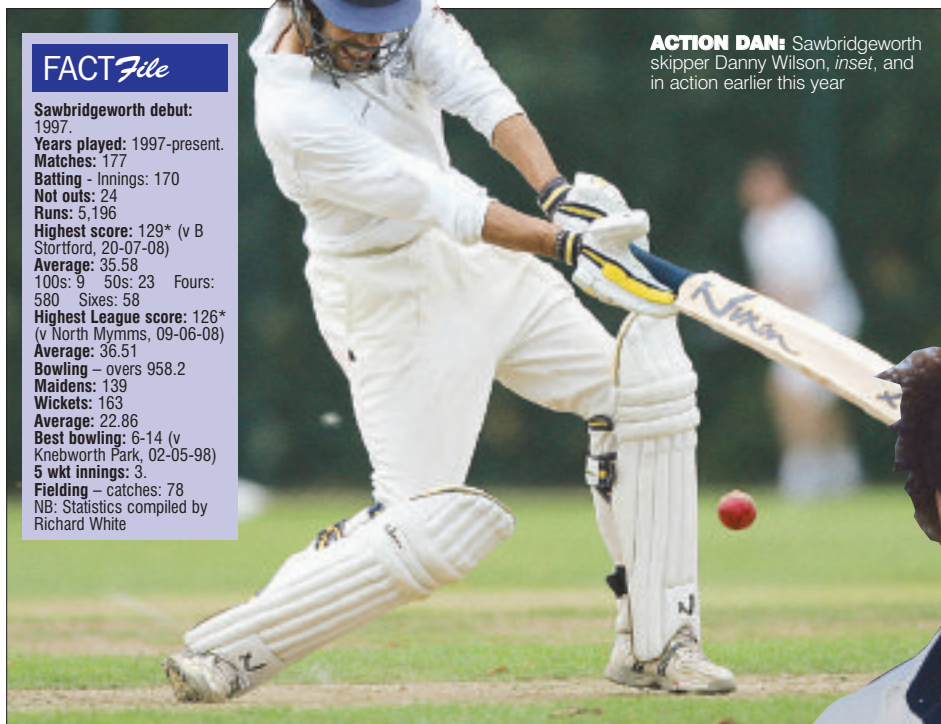 FACTFile
Sawbridgeworth debut:
1997.
Years played: 1997-present.
Matches: 177
Batting - Innings: 170
Not outs: 24
Runs: 5,196
Highest score: 129* (v B
Stortford, 20-07-08)
Average: 35.58
100s: 9 50s: 23 Fours:
580 Sixes: 58
Highest League score: 126*
(v North Mymms, 09-06-08)
Average: 36.51
Bowling – overs 958.2
Maidens: 139
Wickets: 163
Average: 22.86
Best bowling: 6-14 (v
Knebworth Park, 02-05-98)
5 wkt innings: 3.
Fielding – catches: 78
NB: Statistics compiled by
Richard White
ACTION DAN: Sawbridgeworth
skipper Danny Wilson, inset, and
in action earlier this year